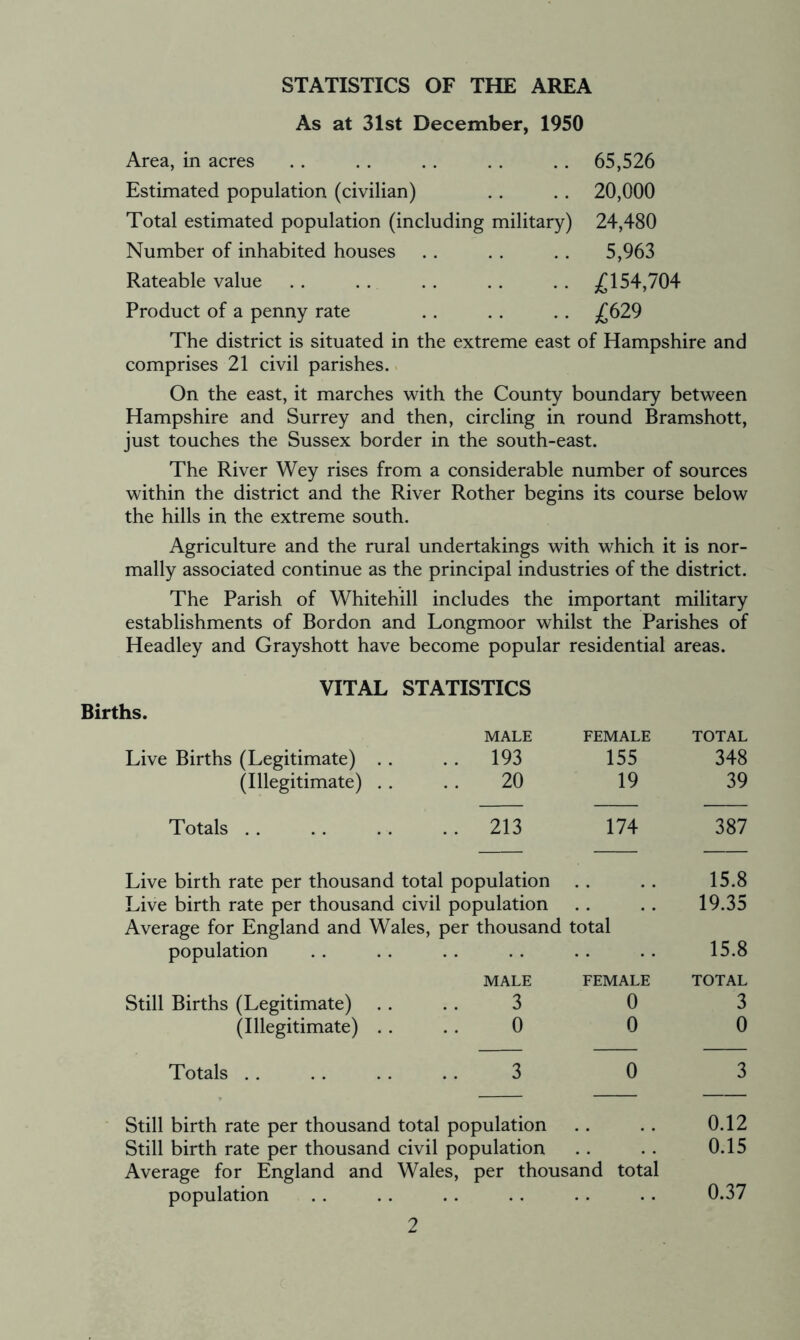 STATISTICS OF THE AREA
As at 31st December, 1950
Area, in acres .. .. .. .. .. 65,526
Estimated population (civilian) .. .. 20,000
Total estimated population (including military) 24,480
Number of inhabited houses .. .. .. 5,963
Rateable value .. .. .. .. .. £154,704
Product of a penny rate .. .. .. £629
The district is situated in the extreme east of Hampshire and
comprises 21 civil parishes.
On the east, it marches with the County boundary between
Hampshire and Surrey and then, circling in round Bramshott,
just touches the Sussex border in the south-east.
The River Wey rises from a considerable number of sources
within the district and the River Rother begins its course below
the hills in the extreme south.
Agriculture and the rural undertakings with which it is nor-
mally associated continue as the principal industries of the district.
The Parish of Whitehill includes the important military
establishments of Bordon and Longmoor whilst the Parishes of
Headley and Grayshott have become popular residential areas.
VITAL STATISTICS
Births.
MALE FEMALE TOTAL
Live Births (Legitimate) .. .. 193 155 348
(Illegitimate) .. .. 20 19 39
Totals .. .. .. .. 213 174 387
Live birth rate per thousand total population .. .. 15.8
Live birth rate per thousand civil population .. .. 19.35
Average for England and Wales, per thousand total
population .. .. .. .. .. .. 15.8
MALE FEMALE TOTAL
Still Births (Legitimate) .. .. 3 0 3
(Illegitimate) .. .. 0 0 0
Totals .. .. .. .. 3 0 3
Still birth rate per thousand total population .. .. 0.12
Still birth rate per thousand civil population .. .. 0.15
Average for England and Wales, per thousand total
population .. .. .. .. .. .. 0.37
2